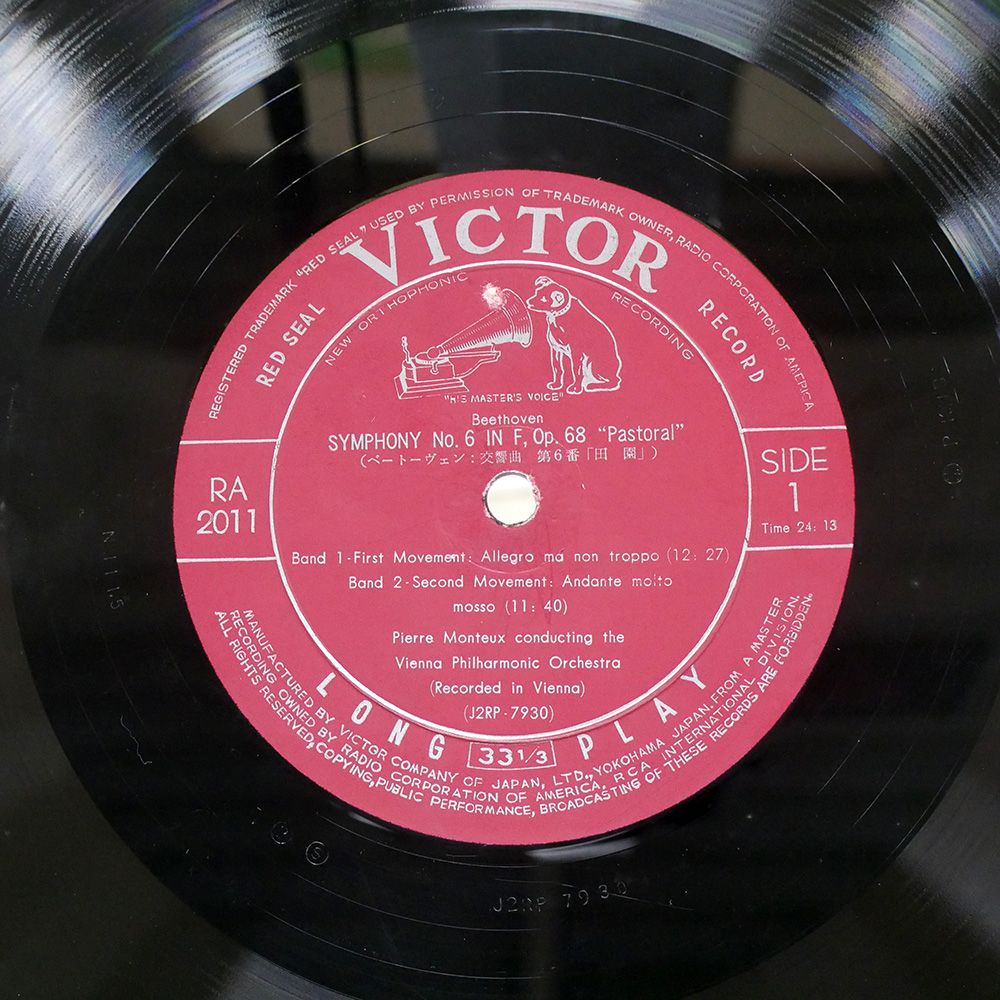 REGISTERED TRADEMARK "RED SEAL" USED BY PERMISSION OF TRADEMARK OWNER, RADIO CORPORATION OF AMERICA
VICTOR
RED SEAL
RECORD
NEW ORTHOPHONIC
RECORDING
"HIS MASTER'S VOICE"
Beethoven
SYMPHONY No. 6 IN F, Op. 68 "Pastoral"
(ベートーヴェン:交響曲 第6番「田 園」)
RA
2011
SIDE
1
Time 24: 13
Band 1-First Movement: Allegro ma non troppo (12: 27)
Band 2-Second Movement: Andante molto
mosso (11: 40)
Pierre Monteux conducting the
Vienna Philharmonic Orchestra
(Recorded in Vienna)
(J2RP-7930)
LONG 33 1/3 PLAY
MANUFACTURED BY VICTOR COMPANY OF JAPAN, LTD., YOKOHAMA JAPAN. FROM A MASTER
RECORDING OWNED BY RADIO CORPORATION OF AMERICA. RCA INTERNATIONAL DIVISION.
ALL RIGHTS RESERVED, COPYING, PUBLIC PERFORMANCE, BROADCASTING OF THESE RECORDS ARE FORBIDDEN.
S
J2RP 7930